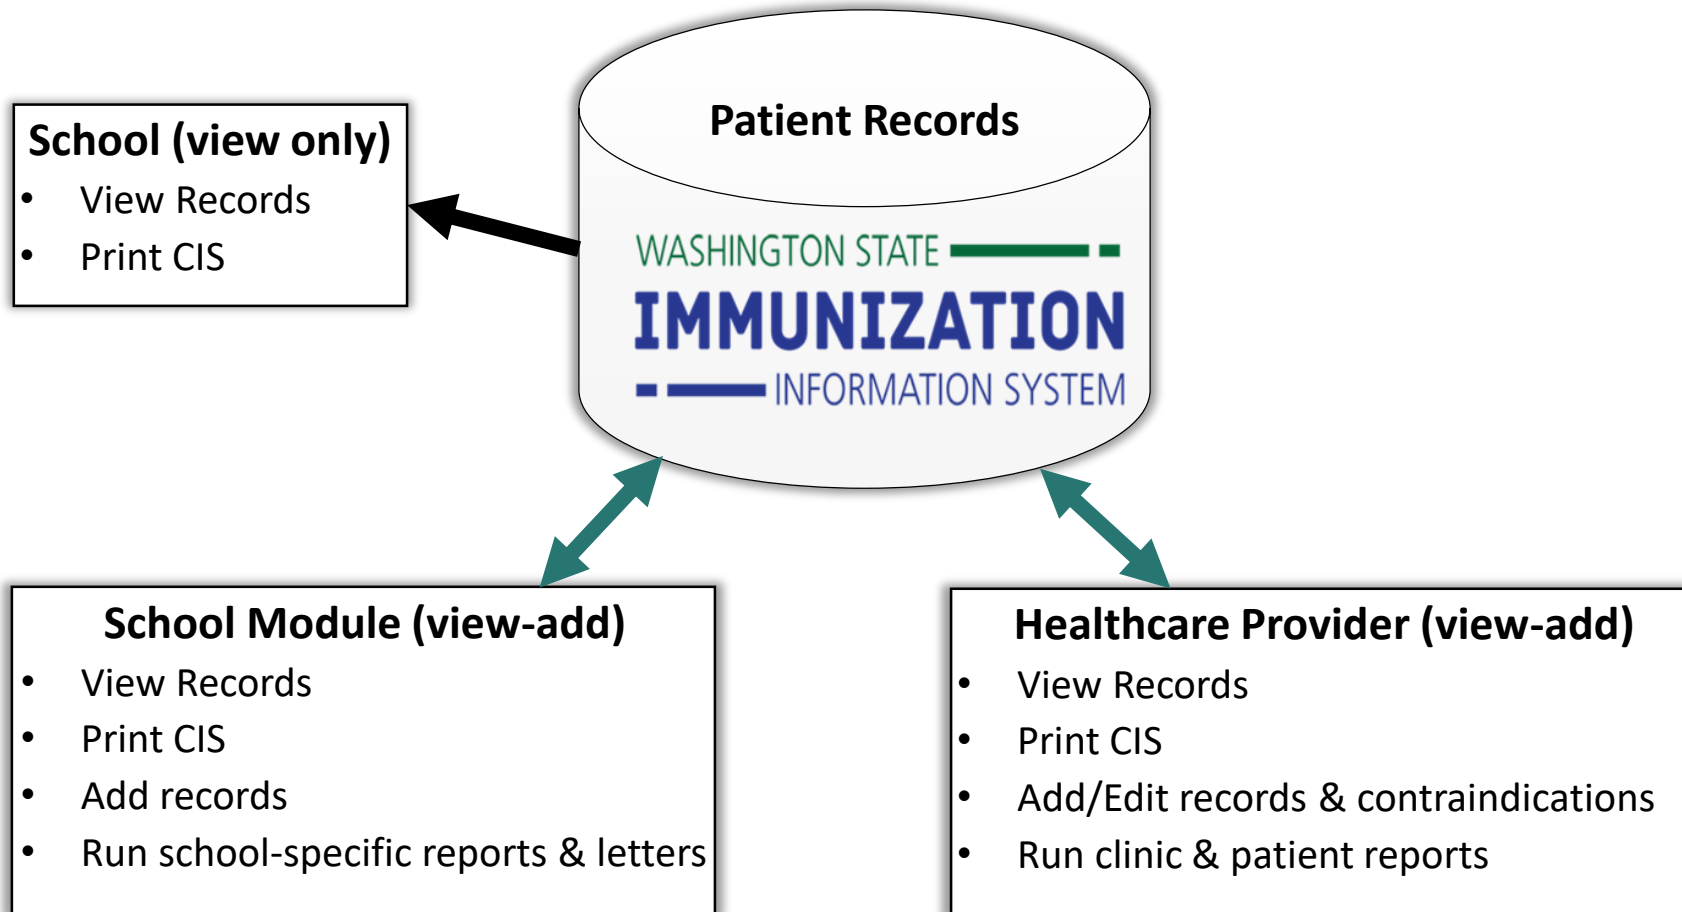 Patient Records
WASHINGTON STATE
IMMUNIZATION
INFORMATION SYSTEM
School (view only)
• View Records
• Print CIS
School Module (view-add)
• View Records
• Print CIS
• Add records
• Run school-specific reports & letters
Healthcare Provider (view-add)
• View Records
• Print CIS
• Add/Edit records & contraindications
• Run clinic & patient reports